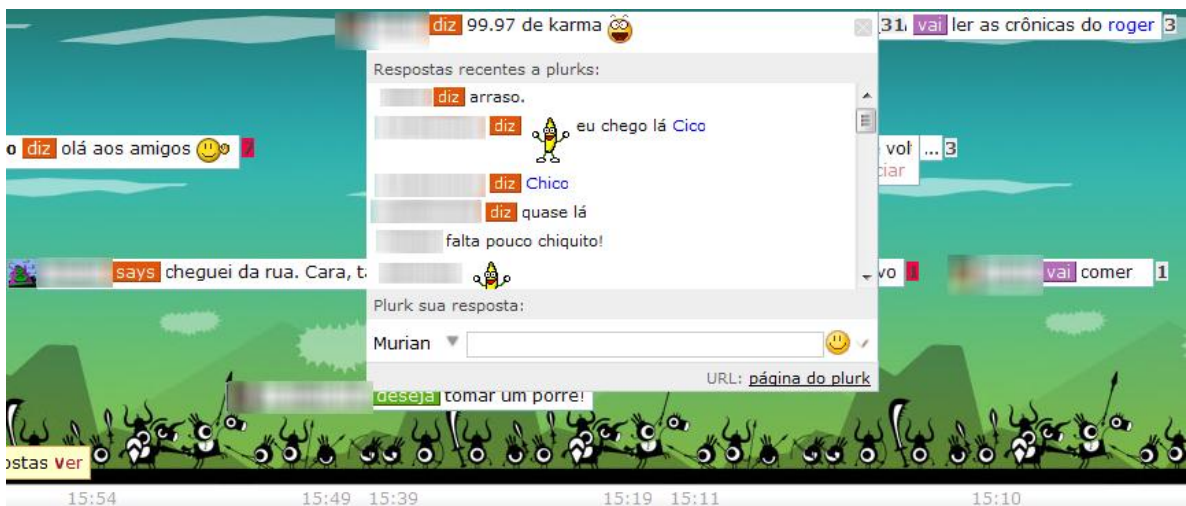 diz 99.97 de karma
vai ler as crônicas do roger 3
Respostas recentes a plurks:
diz arraso.
diz eu chego lá Cico
o diz olá aos amigos 7
vol ... 3
ciar
diz Chico
diz quase lá
falta pouco chiquito!
says cheguei da rua. Cara, t
vo 1
vai comer 1
Plurk sua resposta:
Murian
URL: página do plurk
deseja tomar um porre!
ostas ver
15:54 15:49 15:39 15:19 15:11 15:10